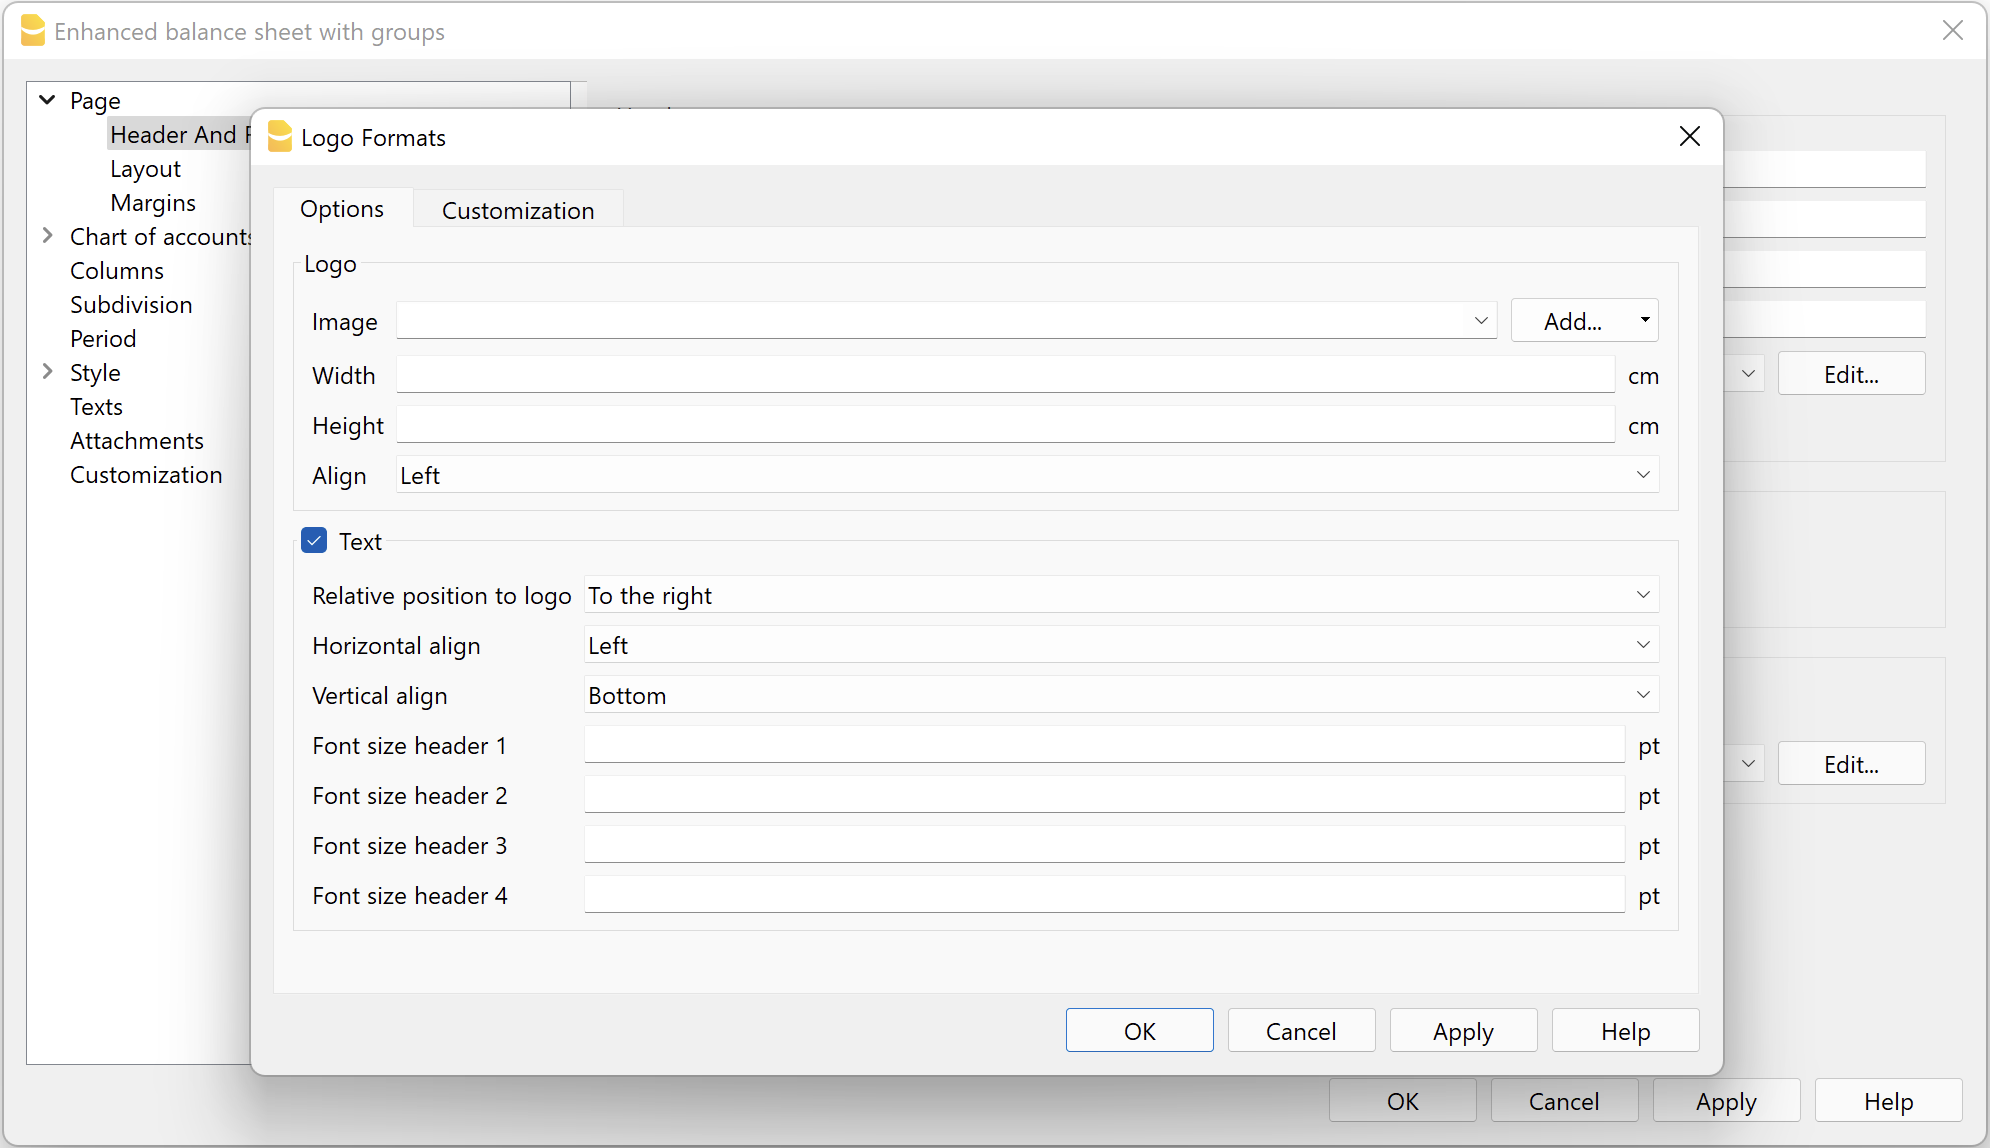 Enhanced balance sheet with groups
Page
Header And
Layout
Margins
Chart of accounts
Columns
Subdivision
Period
Style
Texts
Attachments
Customization
Logo Formats
Options Customization
Logo
Image Add...
Width cm
Height cm
Align Left
Text
Relative position to logo To the right
Horizontal align Left
Vertical align Bottom
Font size header 1 pt
Font size header 2 pt
Font size header 3 pt
Font size header 4 pt
OK Cancel Apply Help
Edit...
Edit...
OK Cancel Apply Help